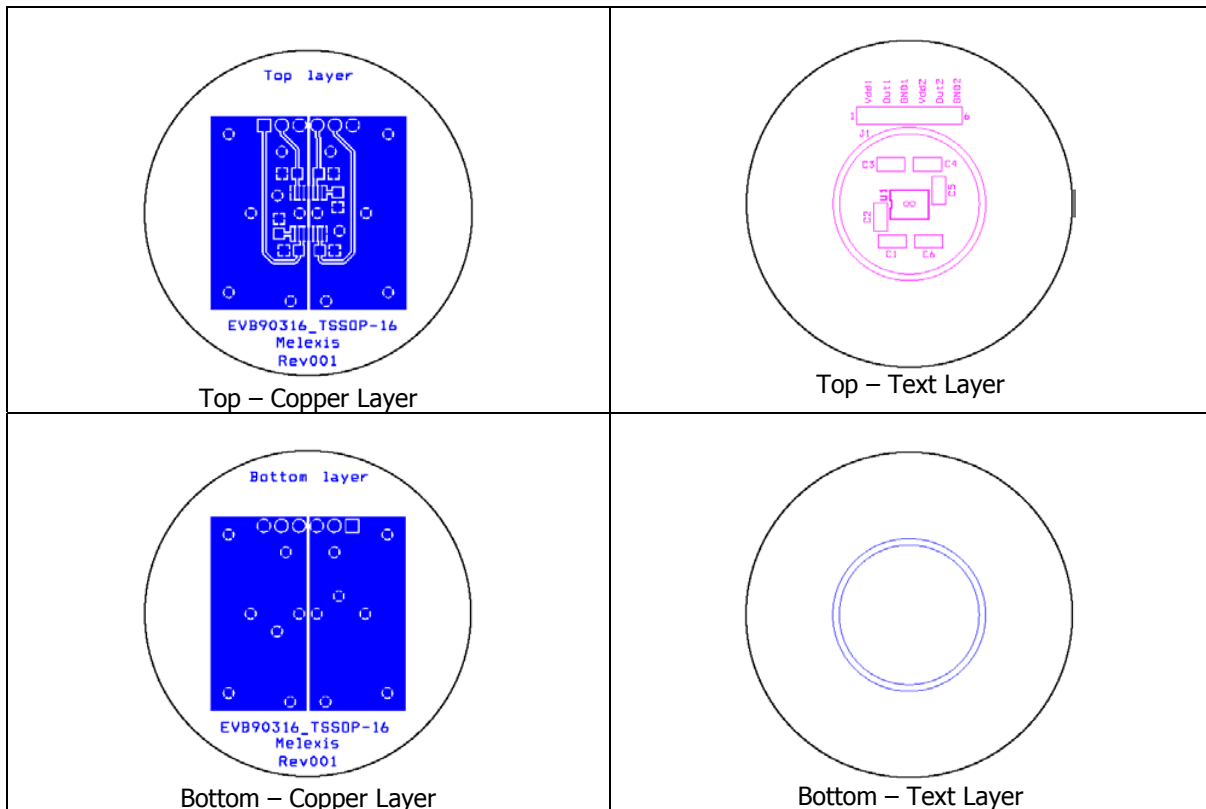 Top layer
EVB90316_TSSOP-16
Melexis
Rev001
Top – Copper Layer
Vdd1
Out1
GND1
Vdd2
Out2
GND2
1
6
J1
C3
C4
U1
C5
C2
C1
C6
Top – Text Layer
Bottom layer
EVB90316_TSSOP-16
Melexis
Rev001
Bottom – Copper Layer
Bottom – Text Layer